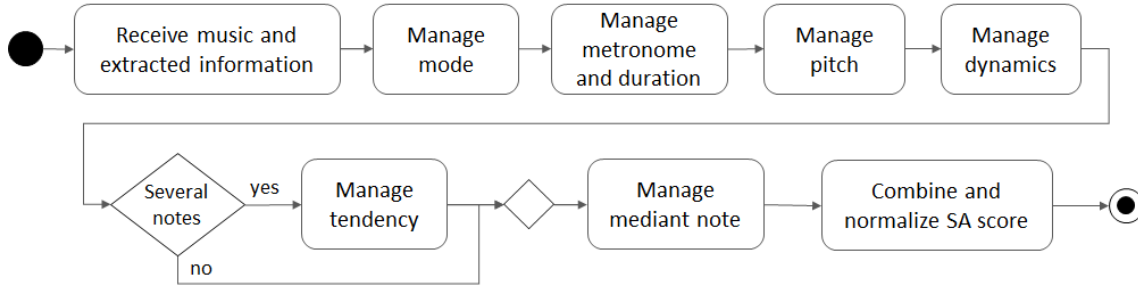 Receive music and
extracted information
Manage
mode
Manage
metronome
and duration
Manage
pitch
Manage
dynamics
Several
notes
yes
no
Manage
tendency
Manage
mediant note
Combine and
normalize SA score